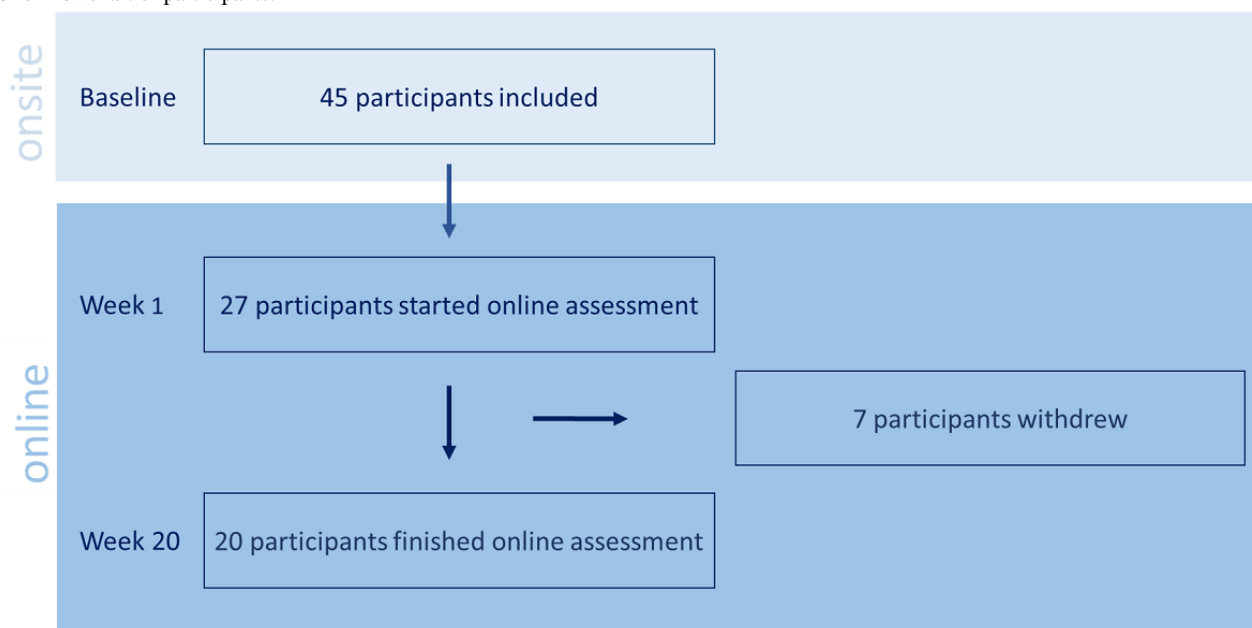 onsite
Baseline
45 participants included
online
Week 1
27 participants started online assessment
7 participants withdrew
Week 20
20 participants finished online assessment